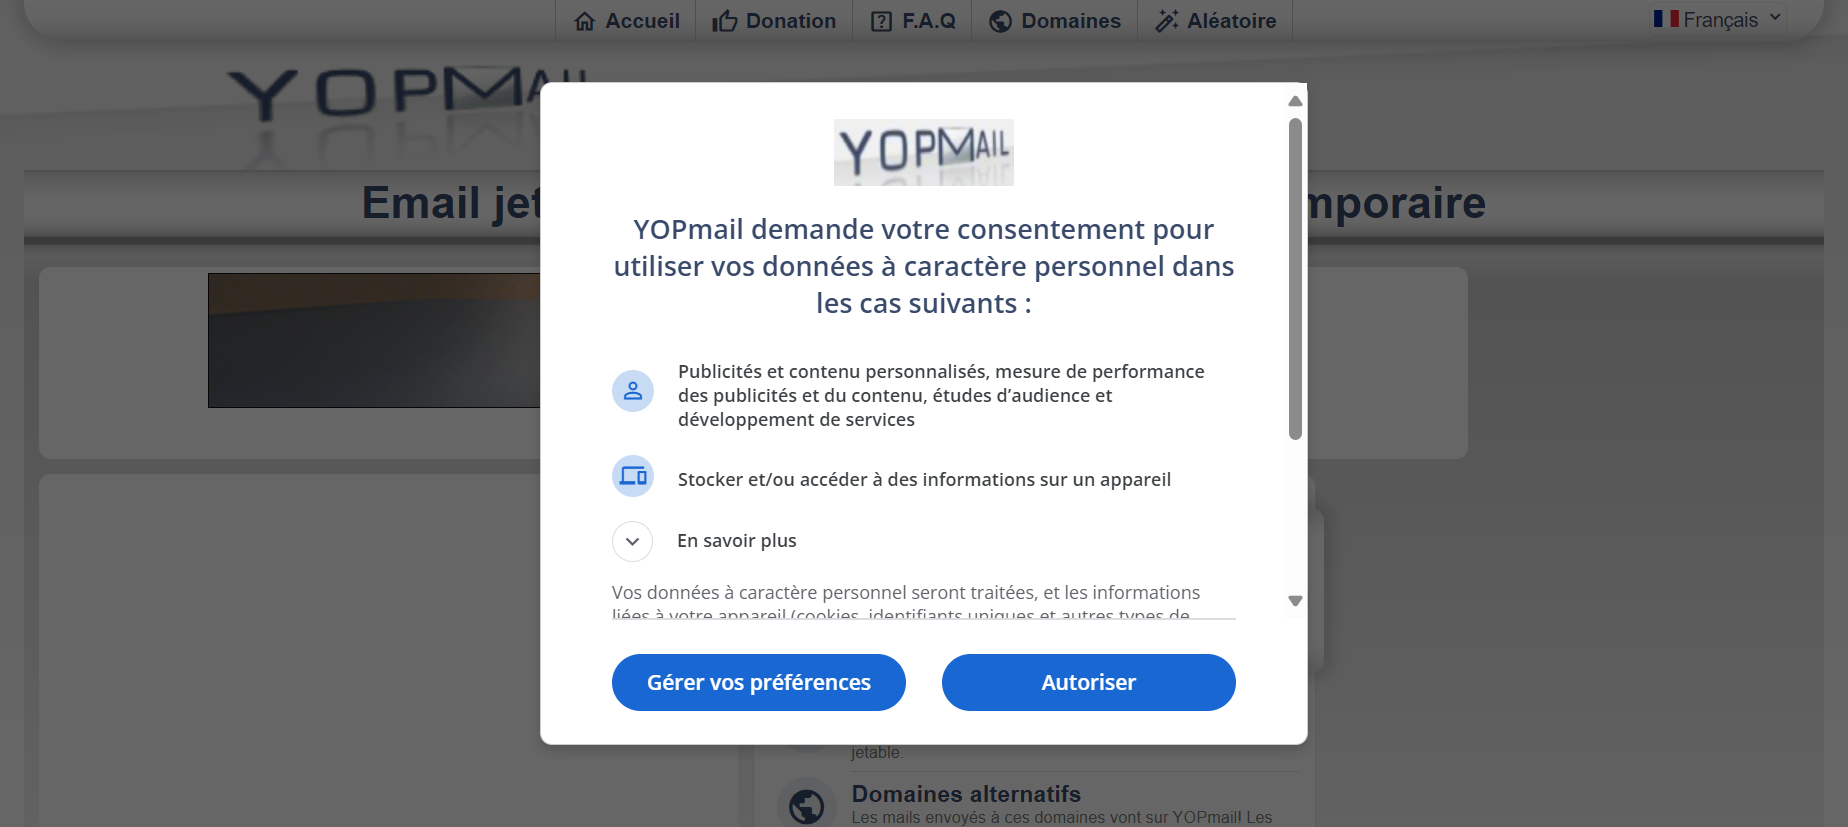 Accueil
Donation
F.A.Q
Domaines
Aléatoire
Français
YOPMAIL
Email
mporaire
YOPMAIL
YOPmail demande votre consentement pour
utiliser vos données à caractère personnel dans
les cas suivants :
Publicités et contenu personnalisés, mesure de performance
des publicités et du contenu, études d’audience et
développement de services
Stocker et/ou accéder à des informations sur un appareil
En savoir plus
Vos données à caractère personnel seront traitées, et les informations
liées à votre appareil (cookies, identifiants uniques et autres types de
Gérer vos préférences
Autoriser
jetable.
Domaines alternatifs
Les mails envoyés à ces domaines vont sur YOPmail! Les